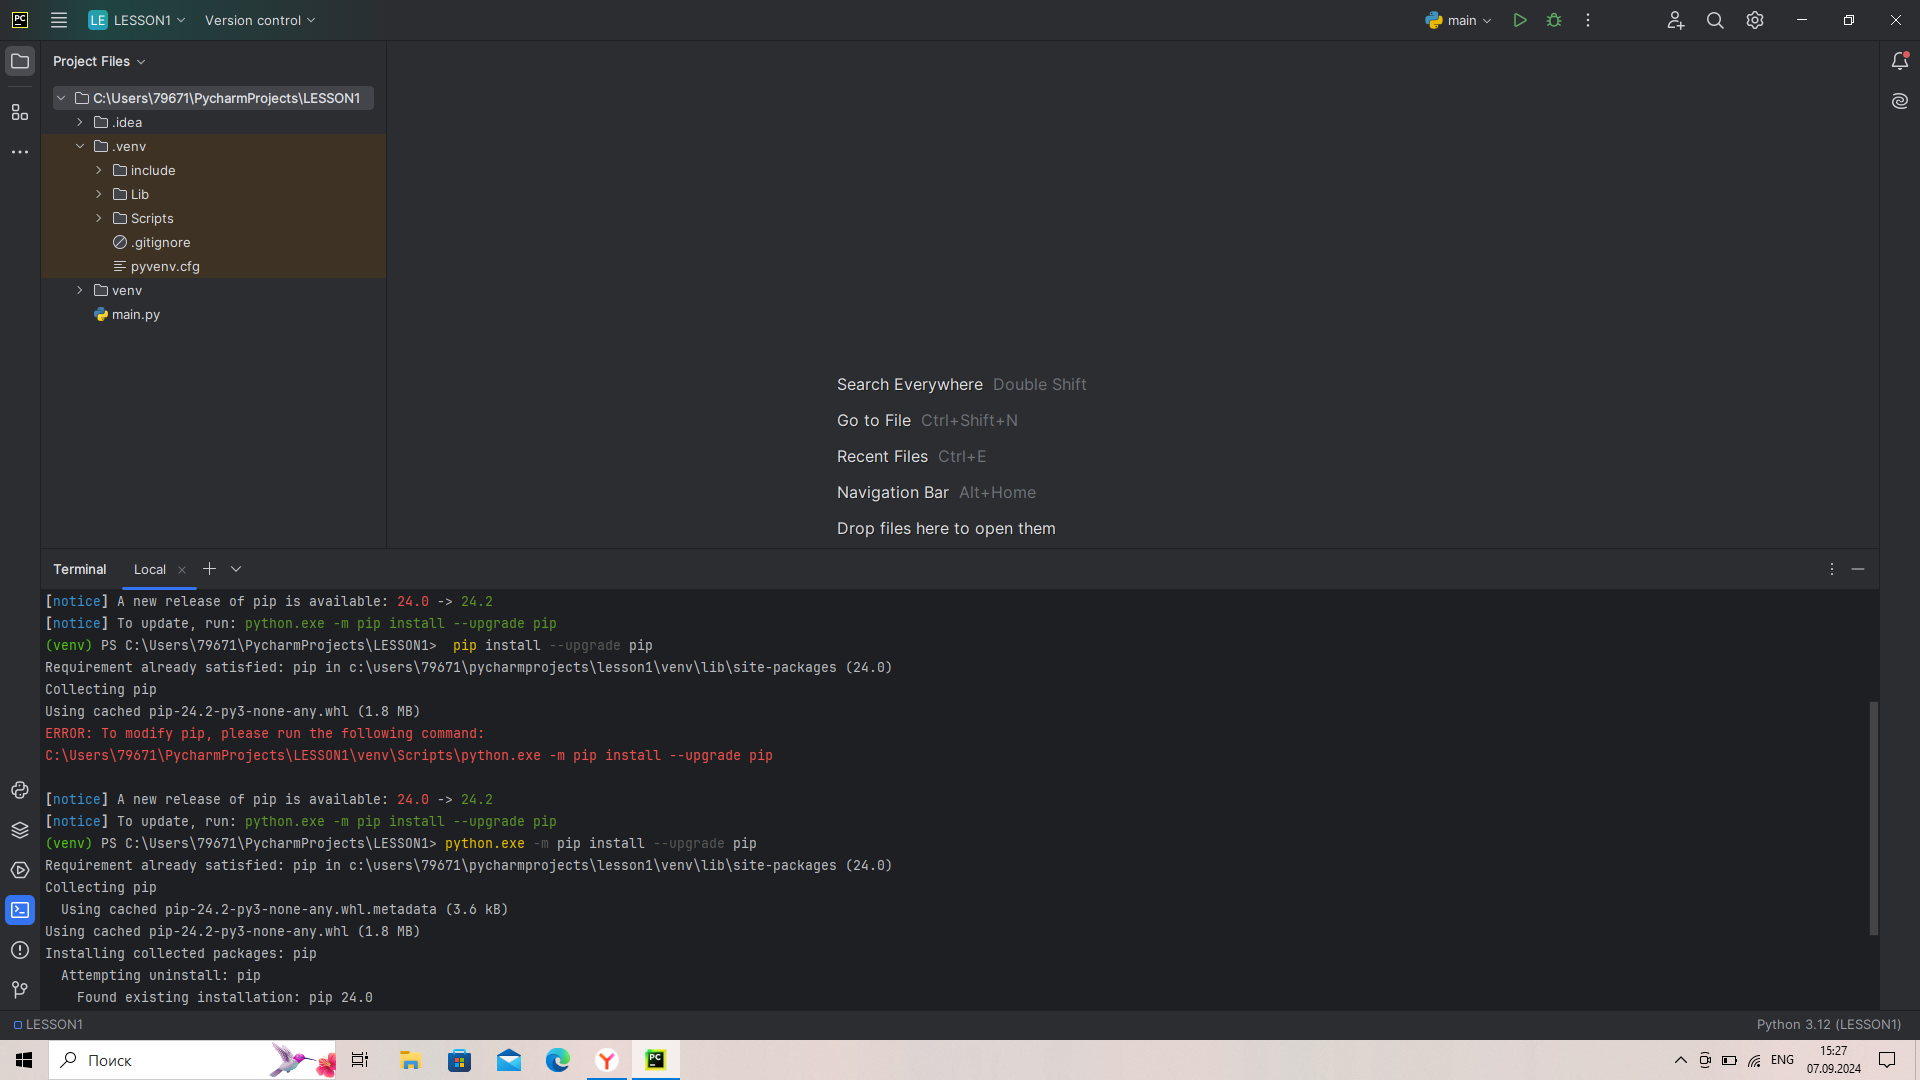 PC
LE LESSON1 Version control main
Project Files
C:\Users\79671\PycharmProjects\LESSON1
.idea
.venv
include
Lib
Scripts
.gitignore
pyvenv.cfg
venv
main.py
Search Everywhere Double Shift
Go to File Ctrl+Shift+N
Recent Files Ctrl+E
Navigation Bar Alt+Home
Drop files here to open them
Terminal Local
[notice] A new release of pip is available: 24.0 -> 24.2
[notice] To update, run: python.exe -m pip install --upgrade pip
(venv) PS C:\Users\79671\PycharmProjects\LESSON1>  pip install --upgrade pip
Requirement already satisfied: pip in c:\users\79671\pycharmprojects\lesson1\venv\lib\site-packages (24.0)
Collecting pip
Using cached pip-24.2-py3-none-any.whl (1.8 MB)
ERROR: To modify pip, please run the following command:
C:\Users\79671\PycharmProjects\LESSON1\venv\Scripts\python.exe -m pip install --upgrade pip
[notice] A new release of pip is available: 24.0 -> 24.2
[notice] To update, run: python.exe -m pip install --upgrade pip
(venv) PS C:\Users\79671\PycharmProjects\LESSON1> python.exe -m pip install --upgrade pip
Requirement already satisfied: pip in c:\users\79671\pycharmprojects\lesson1\venv\lib\site-packages (24.0)
Collecting pip
Using cached pip-24.2-py3-none-any.whl.metadata (3.6 kB)
Using cached pip-24.2-py3-none-any.whl (1.8 MB)
Installing collected packages: pip
Attempting uninstall: pip
Found existing installation: pip 24.0
LESSON1 Python 3.12 (LESSON1)
Поиск
PC
ENG
15:27
07.09.2024